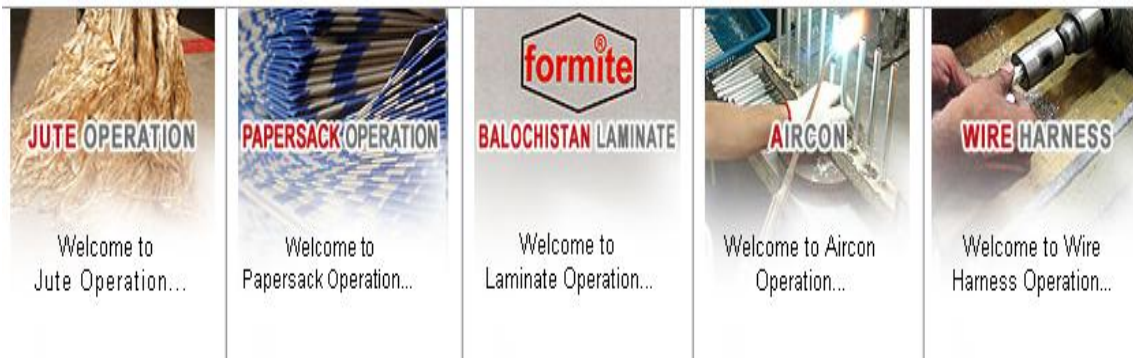 JUTE OPERATION
Welcome to
Jute Operation...
PAPERSACK OPERATION
Welcome to
Papersack Operation...
formite®
BALOCHISTAN LAMINATE
Welcome to
Laminate Operation...
AIRCON
Welcome to Aircon
Operation...
WIRE HARNESS
Welcome to Wire
Harness Operation...